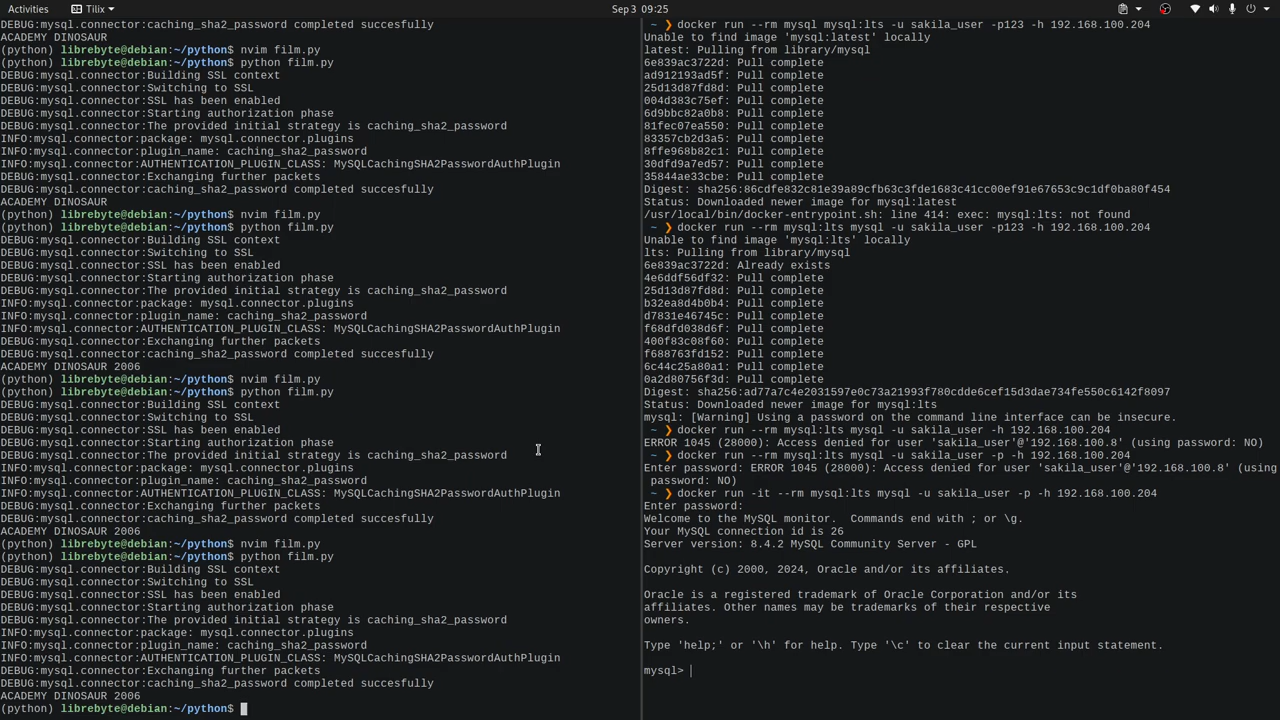 Activities
Tilix
Sep 3 09:25
DEBUG:mysql.connector:caching_sha2_password completed succesfully
ACADEMY DINOSAUR
(python) librebyte@debian:~/python$ nvim film.py
(python) librebyte@debian:~/python$ python film.py
DEBUG:mysql.connector:Building SSL context
DEBUG:mysql.connector:Switching to SSL
DEBUG:mysql.connector:SSL has been enabled
DEBUG:mysql.connector:Starting authorization phase
DEBUG:mysql.connector:The provided initial strategy is caching_sha2_password
INFO:mysql.connector:package: mysql.connector.plugins
INFO:mysql.connector:plugin_name: caching_sha2_password
INFO:mysql.connector:AUTHENTICATION_PLUGIN_CLASS: MySQLCachingSHA2PasswordAuthPlugin
DEBUG:mysql.connector:Exchanging further packets
DEBUG:mysql.connector:caching_sha2_password completed succesfully
ACADEMY DINOSAUR
(python) librebyte@debian:~/python$ nvim film.py
(python) librebyte@debian:~/python$ python film.py
DEBUG:mysql.connector:Building SSL context
DEBUG:mysql.connector:Switching to SSL
DEBUG:mysql.connector:SSL has been enabled
DEBUG:mysql.connector:Starting authorization phase
DEBUG:mysql.connector:The provided initial strategy is caching_sha2_password
INFO:mysql.connector:package: mysql.connector.plugins
INFO:mysql.connector:plugin_name: caching_sha2_password
INFO:mysql.connector:AUTHENTICATION_PLUGIN_CLASS: MySQLCachingSHA2PasswordAuthPlugin
DEBUG:mysql.connector:Exchanging further packets
DEBUG:mysql.connector:caching_sha2_password completed succesfully
ACADEMY DINOSAUR 2006
(python) librebyte@debian:~/python$ nvim film.py
(python) librebyte@debian:~/python$ python film.py
DEBUG:mysql.connector:Building SSL context
DEBUG:mysql.connector:Switching to SSL
DEBUG:mysql.connector:SSL has been enabled
DEBUG:mysql.connector:Starting authorization phase
DEBUG:mysql.connector:The provided initial strategy is caching_sha2_password
INFO:mysql.connector:package: mysql.connector.plugins
INFO:mysql.connector:plugin_name: caching_sha2_password
INFO:mysql.connector:AUTHENTICATION_PLUGIN_CLASS: MySQLCachingSHA2PasswordAuthPlugin
DEBUG:mysql.connector:Exchanging further packets
DEBUG:mysql.connector:caching_sha2_password completed succesfully
ACADEMY DINOSAUR 2006
(python) librebyte@debian:~/python$ nvim film.py
(python) librebyte@debian:~/python$ python film.py
DEBUG:mysql.connector:Building SSL context
DEBUG:mysql.connector:Switching to SSL
DEBUG:mysql.connector:SSL has been enabled
DEBUG:mysql.connector:Starting authorization phase
DEBUG:mysql.connector:The provided initial strategy is caching_sha2_password
INFO:mysql.connector:package: mysql.connector.plugins
INFO:mysql.connector:plugin_name: caching_sha2_password
INFO:mysql.connector:AUTHENTICATION_PLUGIN_CLASS: MySQLCachingSHA2PasswordAuthPlugin
DEBUG:mysql.connector:Exchanging further packets
DEBUG:mysql.connector:caching_sha2_password completed succesfully
ACADEMY DINOSAUR 2006
(python) librebyte@debian:~/python$
~ ❯ docker run --rm mysql mysql:lts -u sakila_user -p123 -h 192.168.100.204
Unable to find image 'mysql:latest' locally
latest: Pulling from library/mysql
6e839ac3722d: Pull complete
ad912193ad5f: Pull complete
25d13d87fd8d: Pull complete
004d383c75ef: Pull complete
6d9bbc82a0b8: Pull complete
81fec07ea550: Pull complete
83357cb2d3a5: Pull complete
8ffe968b82c1: Pull complete
30dfd9a7ed57: Pull complete
35844ae33cbe: Pull complete
Digest: sha256:86cdfe832c81e39a89cfb63c3fde1683c41cc00ef91e67653c9c1df0ba80f454
Status: Downloaded newer image for mysql:latest
/usr/local/bin/docker-entrypoint.sh: line 414: exec: mysql:lts: not found
~ ❯ docker run --rm mysql:lts mysql -u sakila_user -p123 -h 192.168.100.204
Unable to find image 'mysql:lts' locally
lts: Pulling from library/mysql
6e839ac3722d: Already exists
4e6ddf56df32: Pull complete
25d13d87fd8d: Pull complete
b32ea8d4b0b4: Pull complete
d7831e46745c: Pull complete
f68dfd038d6f: Pull complete
400f83c08f60: Pull complete
f688763fd152: Pull complete
6c44c25a80a1: Pull complete
0a2d80756f3d: Pull complete
Digest: sha256:ad77a7c4e2031597e0c73a21993f780cdde6cef15d3dae734fe550c6142f8097
Status: Downloaded newer image for mysql:lts
mysql: [Warning] Using a password on the command line interface can be insecure.
~ ❯ docker run --rm mysql:lts mysql -u sakila_user -h 192.168.100.204
ERROR 1045 (28000): Access denied for user 'sakila_user'@'192.168.100.8' (using password: NO)
~ ❯ docker run --rm mysql:lts mysql -u sakila_user -p -h 192.168.100.204
Enter password: ERROR 1045 (28000): Access denied for user 'sakila_user'@'192.168.100.8' (using
password: NO)
~ ❯ docker run -it --rm mysql:lts mysql -u sakila_user -p -h 192.168.100.204
Enter password:
Welcome to the MySQL monitor.  Commands end with ; or \g.
Your MySQL connection id is 26
Server version: 8.4.2 MySQL Community Server - GPL
Copyright (c) 2000, 2024, Oracle and/or its affiliates.
Oracle is a registered trademark of Oracle Corporation and/or its
affiliates. Other names may be trademarks of their respective
owners.
Type 'help;' or '\h' for help. Type '\c' to clear the current input statement.
mysql>